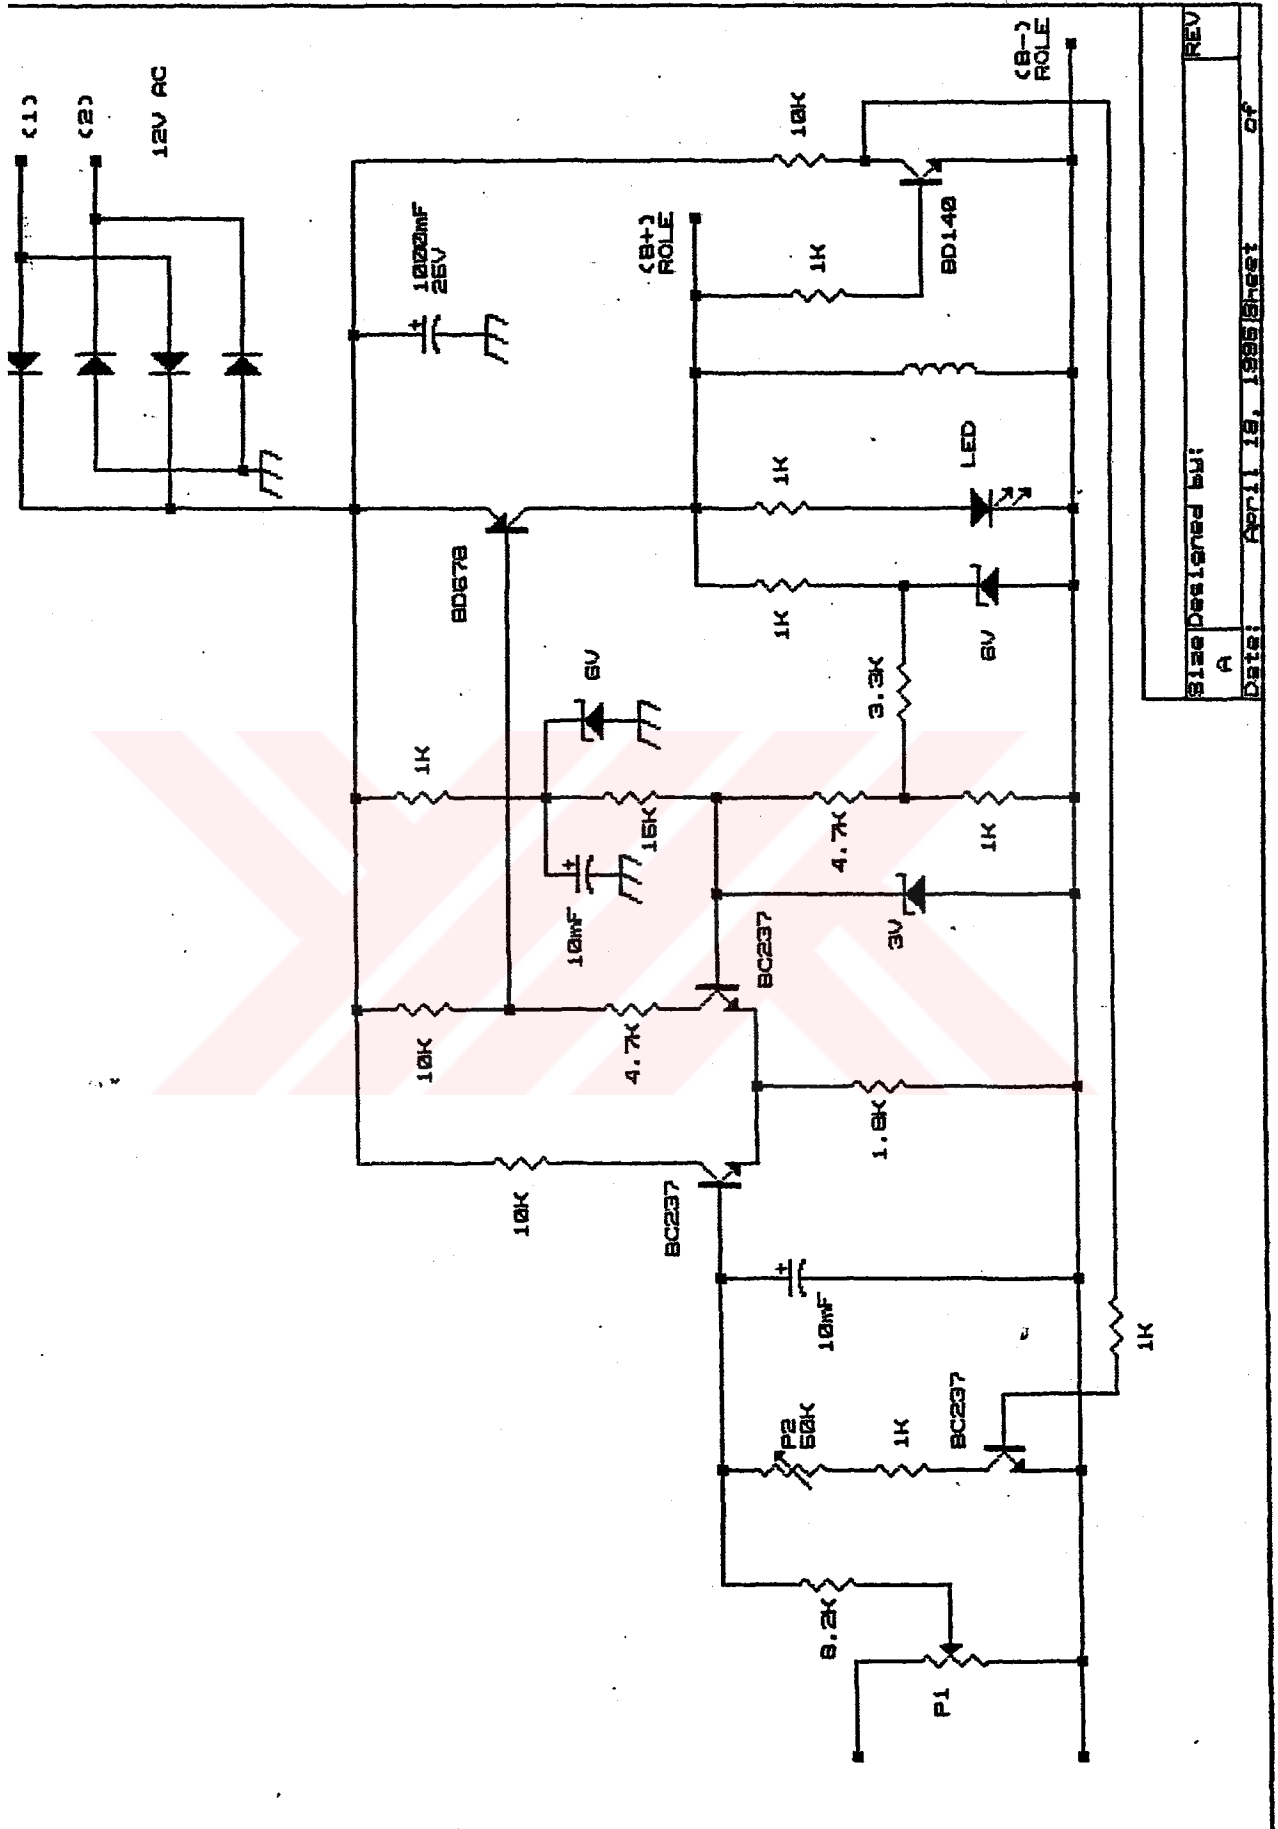 (1)
(2)
12V AC
1000mF
25V
BD678
(B+)
ROLE
(B-)
ROLE
10K
1K
BD140
1K
LED
1K
6V
3.3K
6V
1K
10mF
15K
4.7K
1K
3V
BC237
10K
4.7K
1.8K
10K
BC237
10mF
P2
50K
1K
BC237
1K
8.2K
P1
Size
A
Designed by:
REV
Date: April 18, 1996
Sheet of